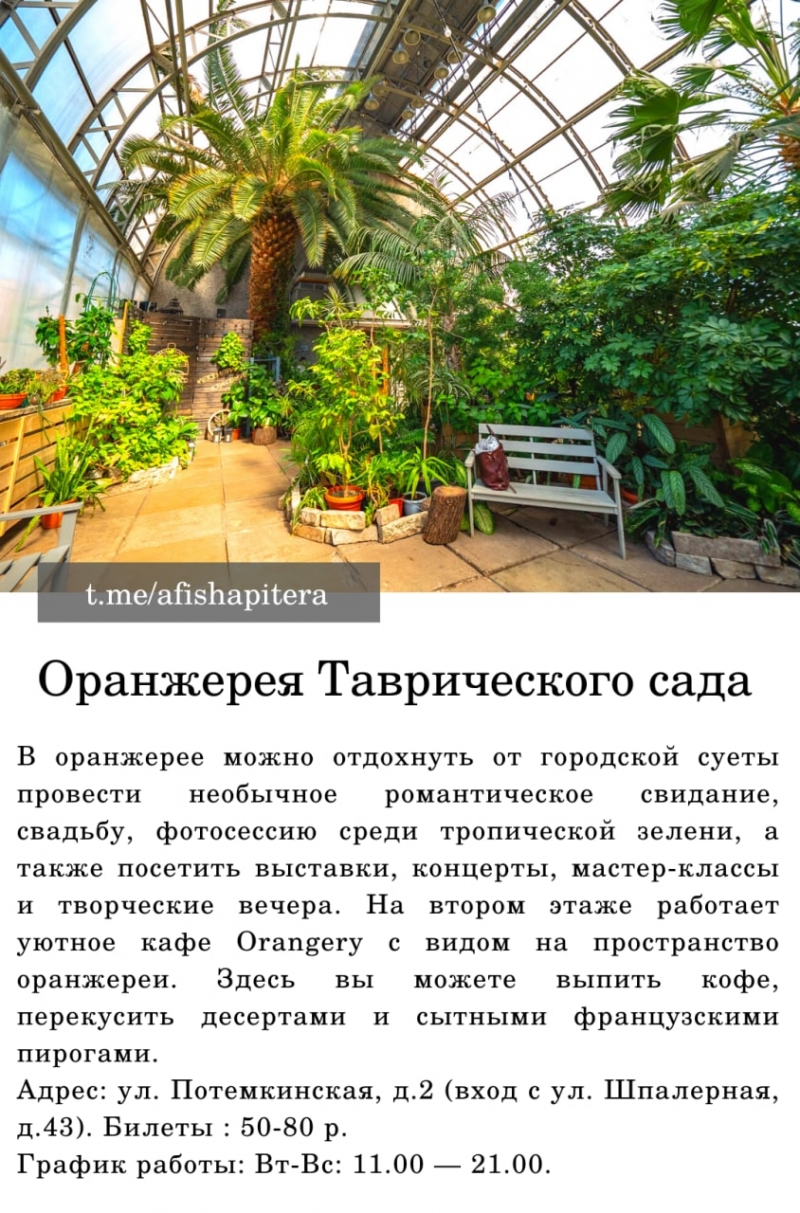 t.me/afishapitera
Оранжерея Таврического сада
В оранжерее можно отдохнуть от городской суеты
провести необычное романтическое свидание,
свадьбу, фотосессию среди тропической зелени, а
также посетить выставки, концерты, мастер-классы
и творческие вечера. На втором этаже работает
уютное кафе Orangery с видом на пространство
оранжереи. Здесь вы можете выпить кофе,
перекусить десертами и сытными французскими
пирогами.
Адрес: ул. Потемкинская, д.2 (вход с ул. Шпалерная,
д.43). Билеты : 50-80 р.
График работы: Вт-Вс: 11.00 — 21.00.